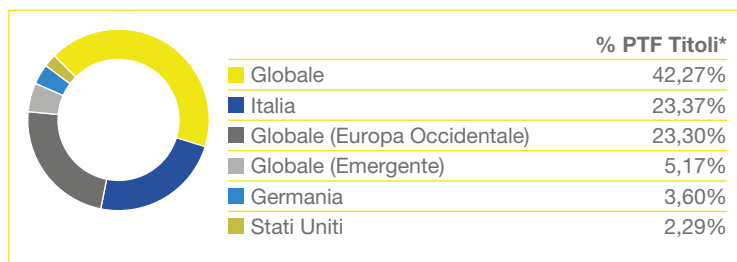 % PTF Titoli*
Globale 42,27%
Italia 23,37%
Globale (Europa Occidentale) 23,30%
Globale (Emergente) 5,17%
Germania 3,60%
Stati Uniti 2,29%